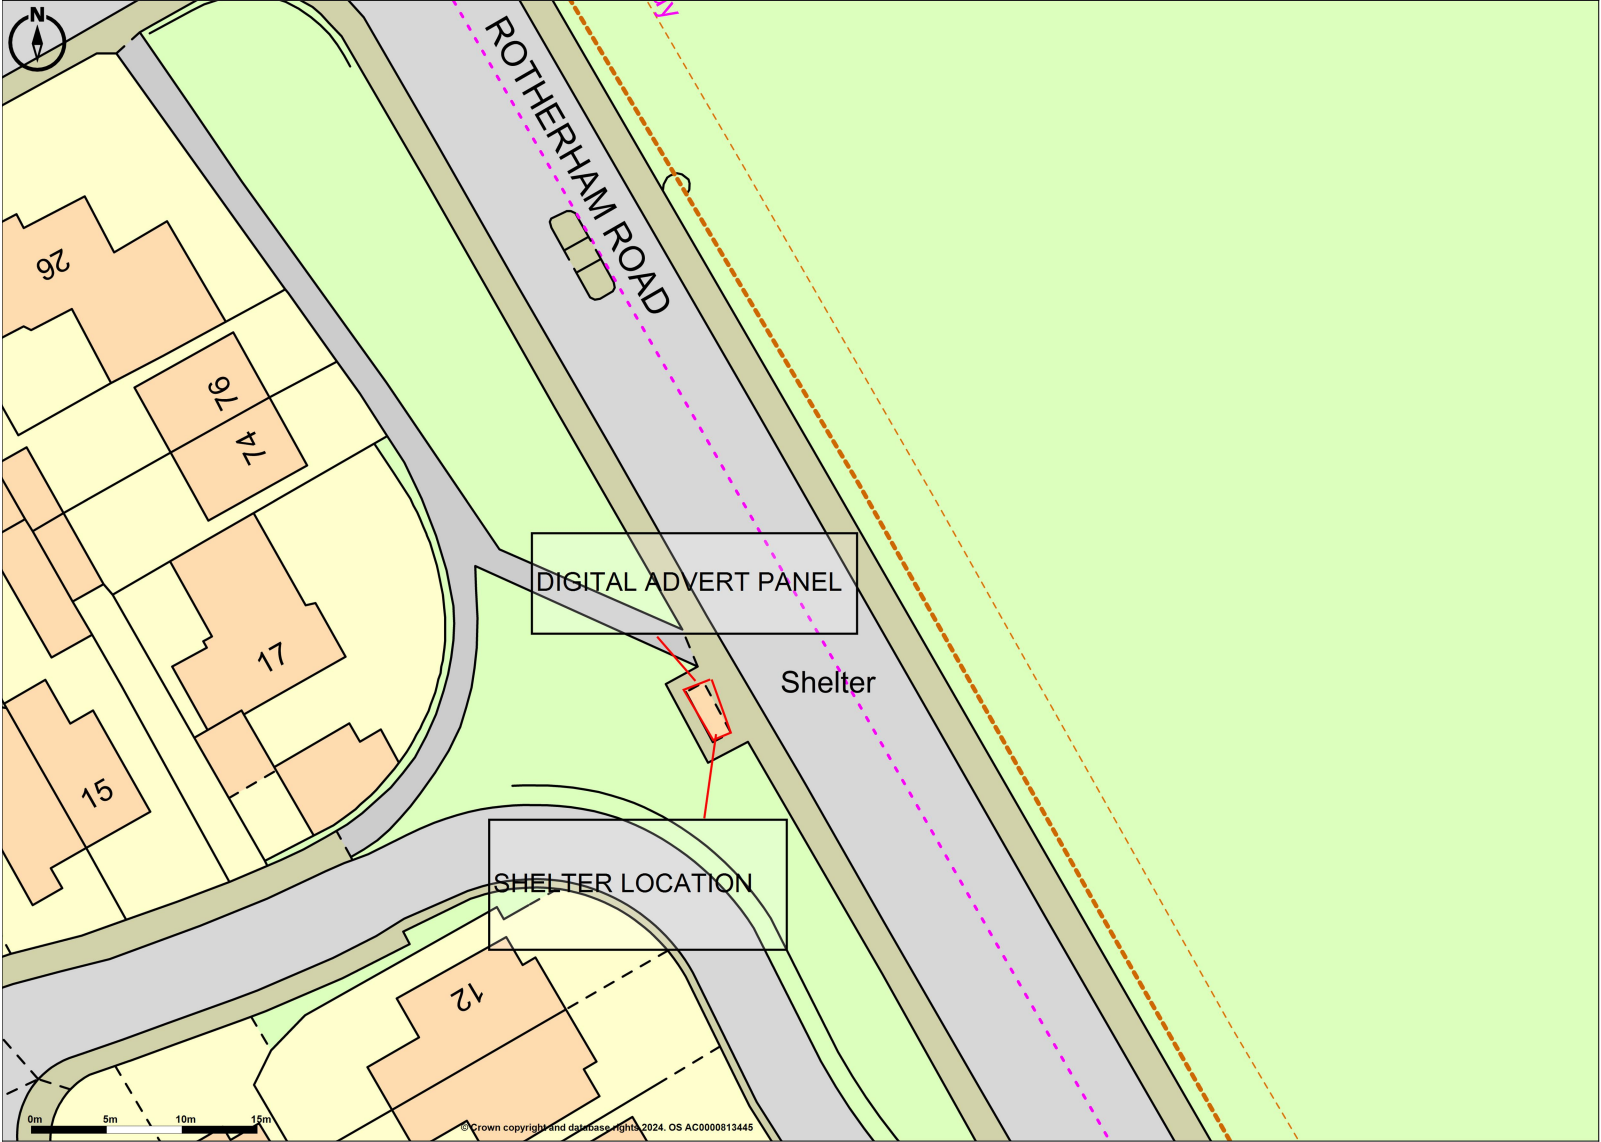 N
ROTHERHAM ROAD
26
76
74
DIGITAL ADVERT PANEL
17
Shelter
15
SHELTER LOCATION
12
0m 5m 10m 15m
© Crown copyright and database rights 2024. OS AC0000813445